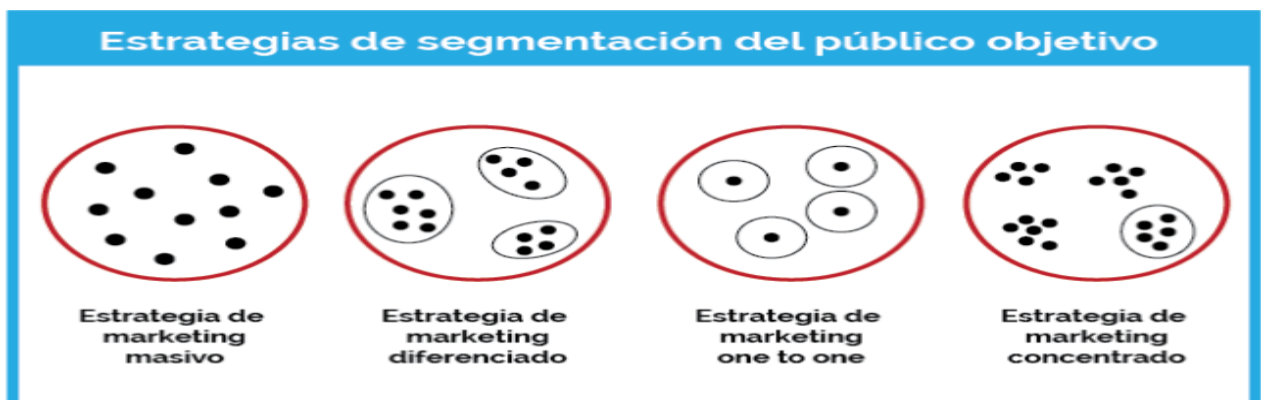 Estrategias de segmentación del público objetivo
Estrategia de
marketing
masivo
Estrategia de
marketing
diferenciado
Estrategia de
marketing
one to one
Estrategia de
marketing
concentrado